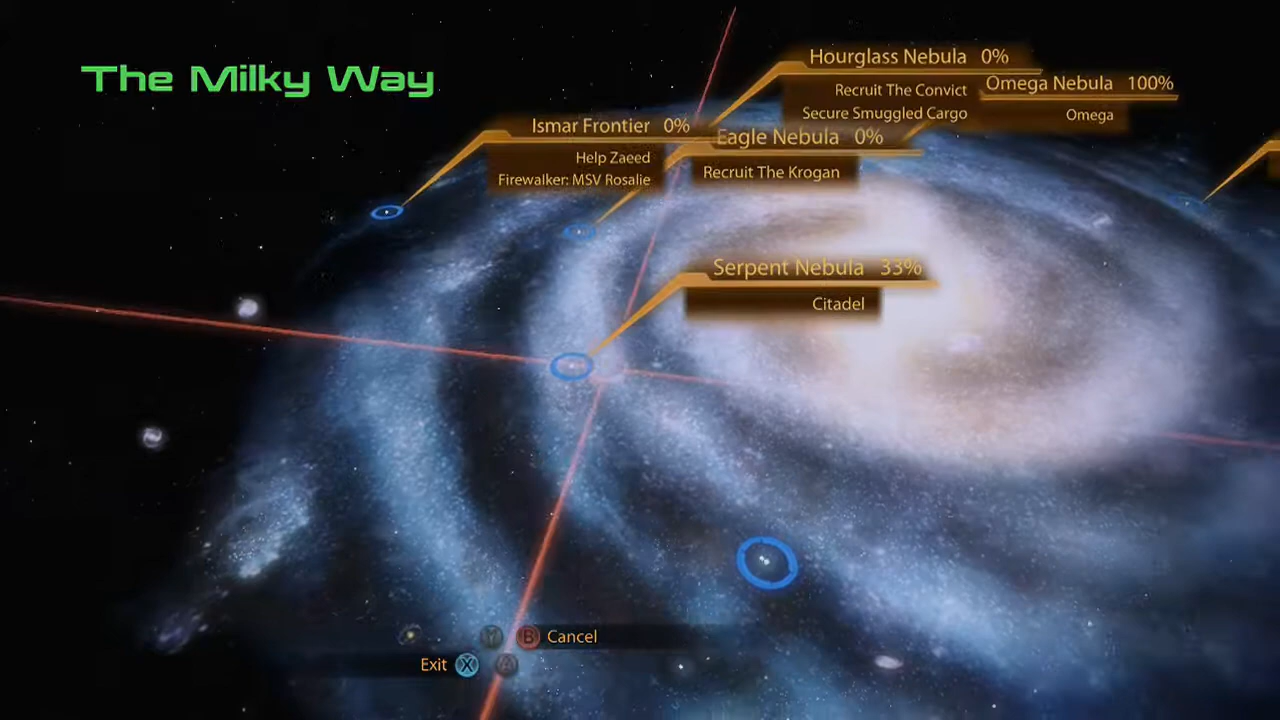 The Milky Way
Hourglass Nebula 0%
Recruit The Convict
Secure Smuggled Cargo
Omega Nebula 100%
Omega
Ismar Frontier 0%
Help Zaeed
Firewalker: MSV Rosalie
Eagle Nebula 0%
Recruit The Krogan
Serpent Nebula 33%
Citadel
Y B Cancel
Exit X A